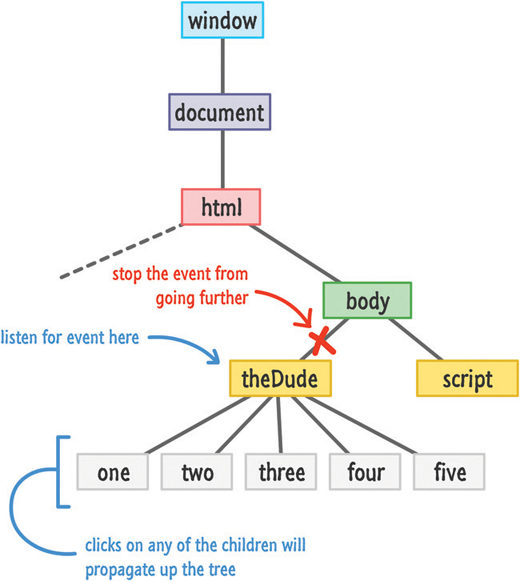 window
document
html
stop the event from
going further
body
listen for event here
theDude
script
one
two
three
four
five
clicks on any of the children will
propagate up the tree